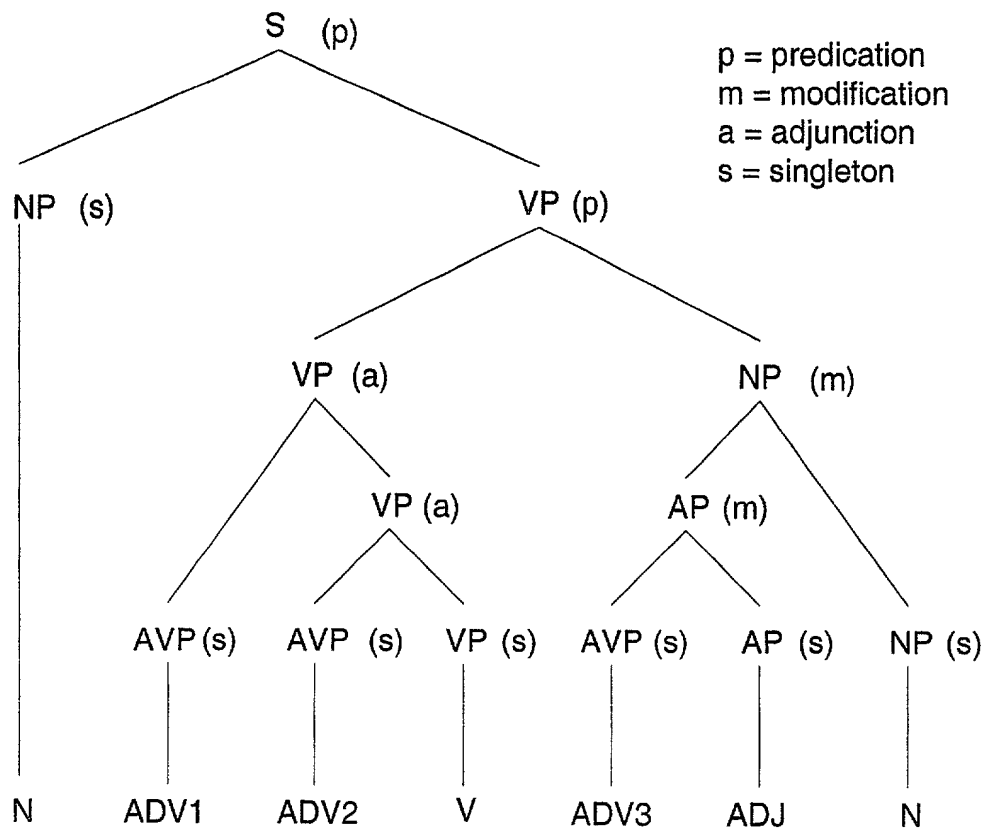 S (p)
p = predication
m = modification
a = adjunction
s = singleton
NP (s) VP (p)
VP (a) NP (m)
VP (a) AP (m)
AVP (s) AVP (s) VP (s) AVP (s) AP (s) NP (s)
N ADV1 ADV2 V ADV3 ADJ N